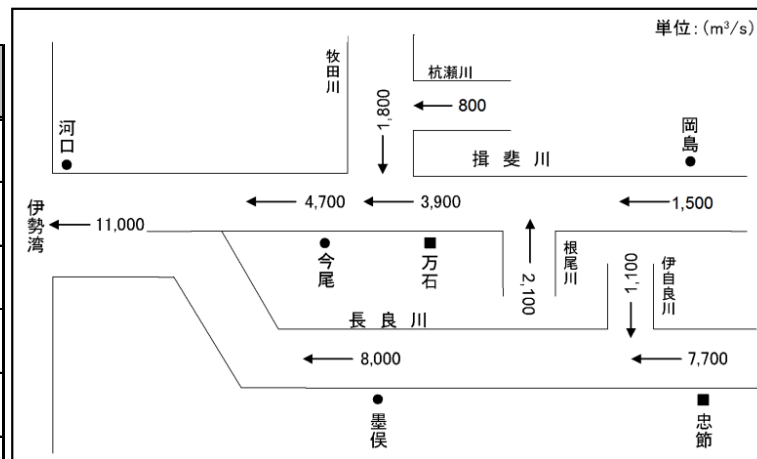 単位：(m³/s)
牧田川
杭瀬川
800
1,800
河口
岡島
揖斐川
伊勢湾
11,000
4,700
3,900
1,500
今尾
万石
2,100
根尾川
1,100
伊自良川
長良川
8,000
7,700
墨俣
忠節